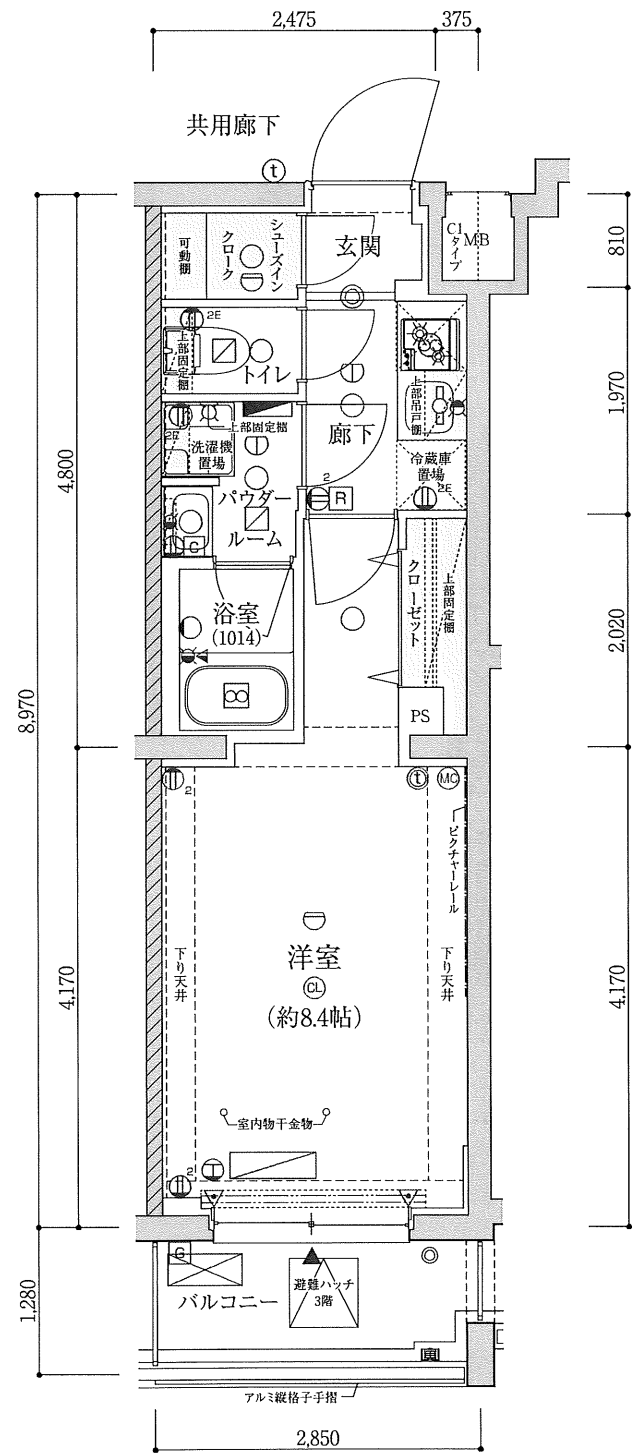 2,475
375
共用廊下
t
シューズイン
クローク
可動棚
玄関
C1タイプ
MB
810
2E
上部固定棚
トイレ
1,970
上部吊戸棚
上部固定棚
2E
洗濯機
置場
廊下
冷蔵庫
置場
2E
パウダー
ルーム
2
R
C
4,800
浴室
(1014)
クローゼット
上部固定棚
2,020
PS
8,970
2
t
MC
ピクチャーレール
下り天井
洋室
CL
(約8.4帖)
下り天井
4,170
4,170
室内物干金物
2
G
避難ハッチ
3階
バルコニー
1,280
アルミ縦格子手摺
2,850